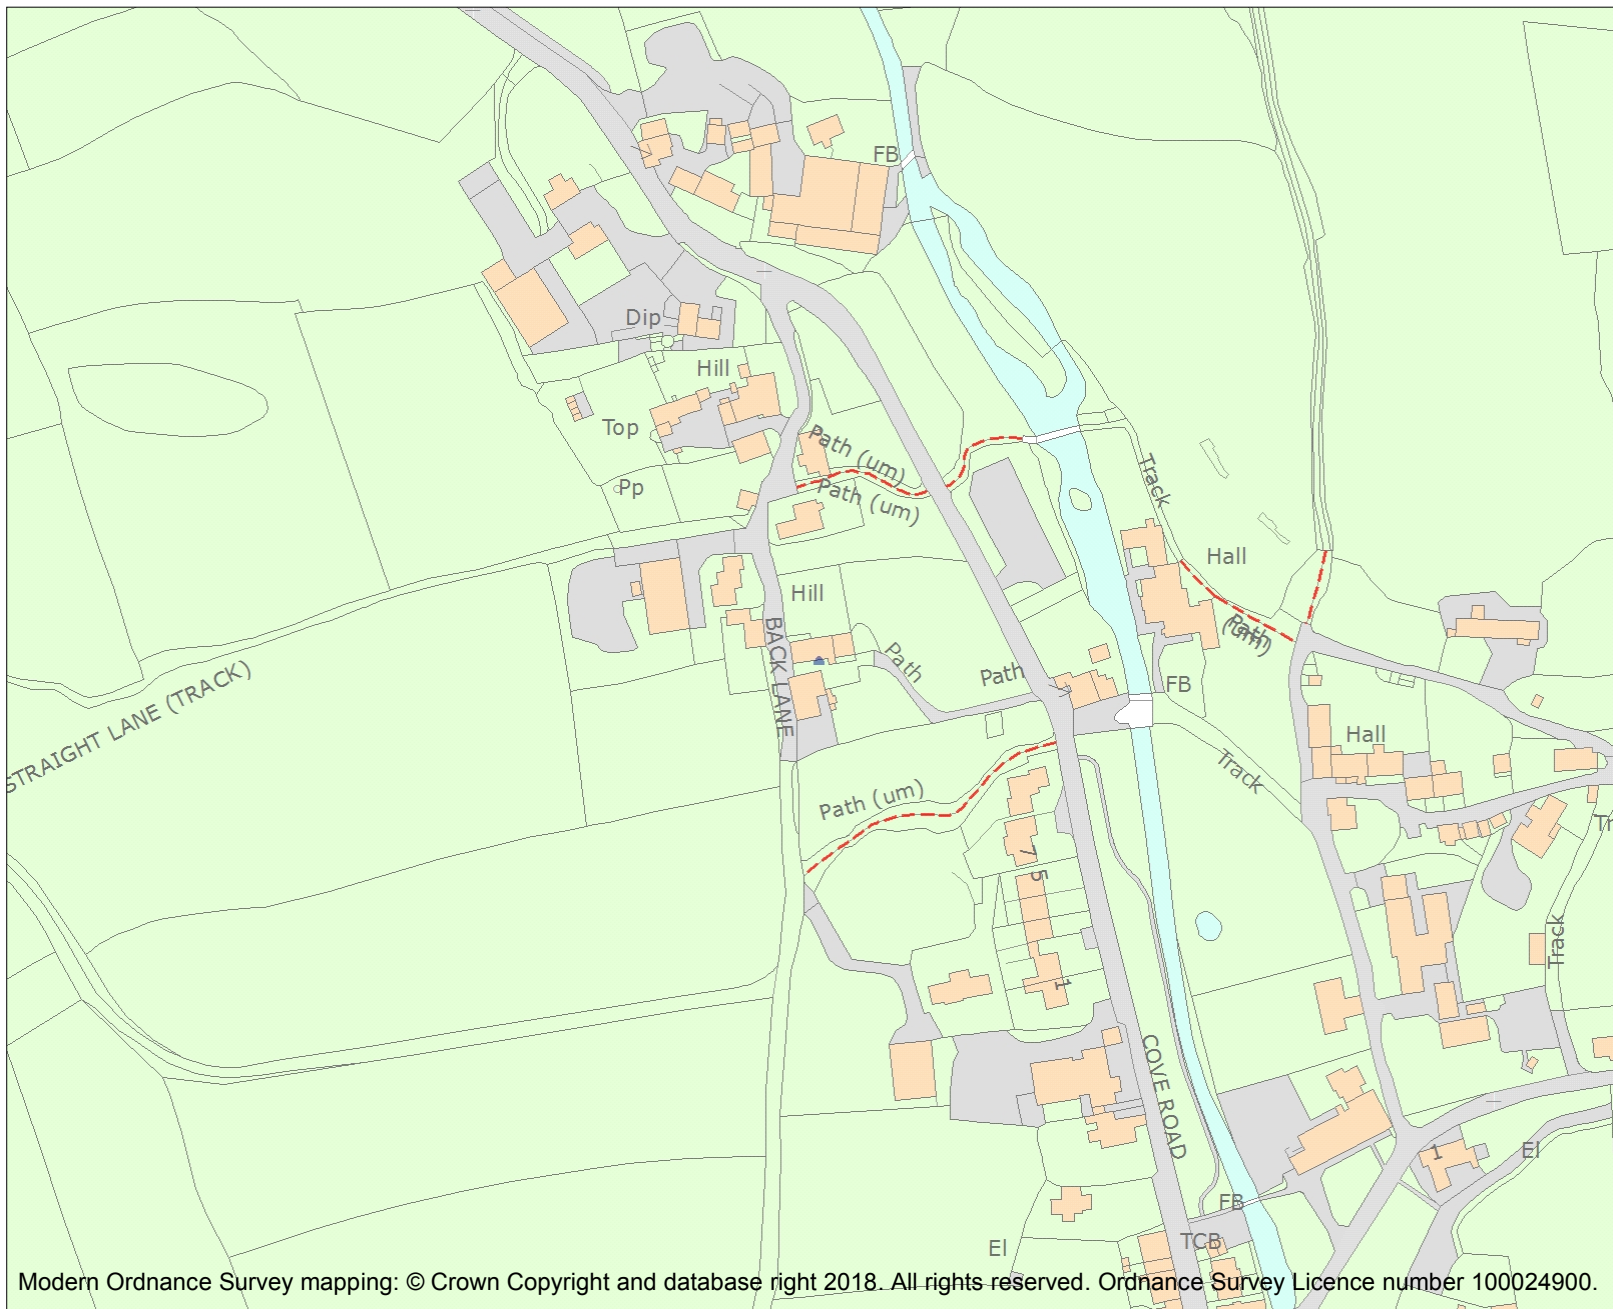 FB
Dip
Hill
Top
Path (um)
Path (um)
Pp
Track
Hall
Hill
BACK LANE
Path
Path
FB
Path (um)
STRAIGHT LANE (TRACK)
Hall
Track
Path (um)
Tr
7
5
Track
1
COVE ROAD
1
El
FB
TCB
El
Modern Ordnance Survey mapping: © Crown Copyright and database right 2018. All rights reserved. Ordnance Survey Licence number 100024900.